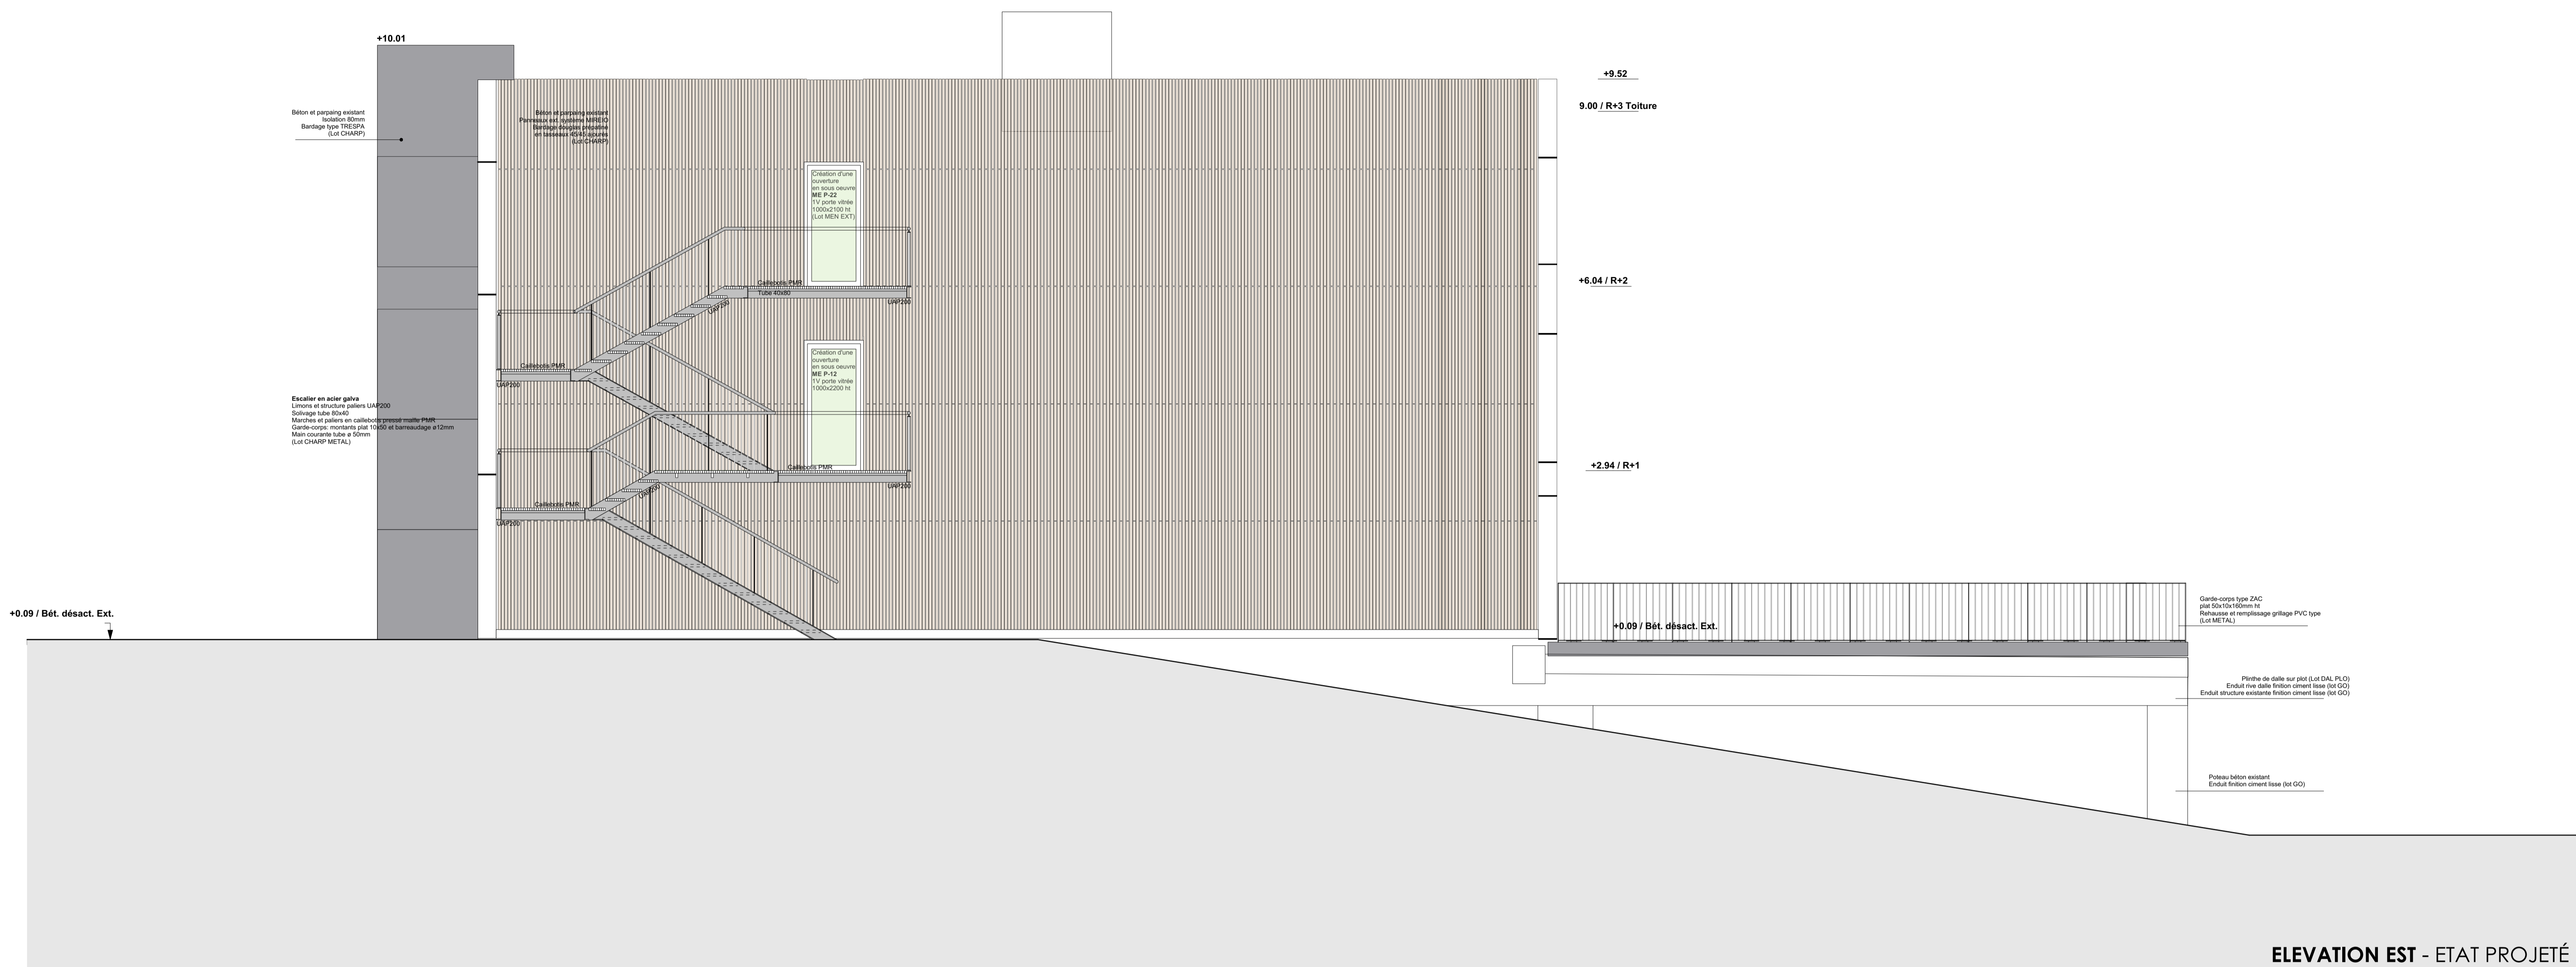 +10.01
Béton et parpaing existant
Isolation 80mm
Bardage type TRESPA
(Lot CHARP)
Béton et parpaing existant
Panneaux ext. système MIREIO
Bardage douglas prépatiné
en tasseaux 45/45 ajourés
(Lot CHARP)
+9.52
9.00 / R+3 Toiture
Création d'une
ouverture
en sous oeuvre
ME P-22
1V porte vitrée
1000x2100 ht
(Lot MEN EXT)
+6.04 / R+2
Caillebotis PMR
Tube 40x80
UAP200
UAP200
Création d'une
ouverture
en sous oeuvre
ME P-12
1V porte vitrée
1000x2200 ht
Caillebotis PMR
UAP200
Escalier en acier galva
Limons et structure paliers UAP200
Solivage tube 80x40
Marches et paliers en caillebotis pressé maille PMR
Garde-corps: montants plat 10x50 et barreaudage ø12mm
Main courante tube ø 50mm
(Lot CHARP METAL)
+2.94 / R+1
Caillebotis PMR
UAP200
UAP200
Caillebotis PMR
UAP200
+0.09 / Bét. désact. Ext.
+0.09 / Bét. désact. Ext.
Garde-corps type ZAC
plat 50x10x160mm ht
Rehausse et remplissage grillage PVC type
(Lot METAL)
Plinthe de dalle sur plot (Lot DAL PLO)
Enduit rive dalle finition ciment lisse (lot GO)
Enduit structure existante finition ciment lisse (lot GO)
Poteau béton existant
Enduit finition ciment lisse (lot GO)
ELEVATION EST - ETAT PROJETÉ